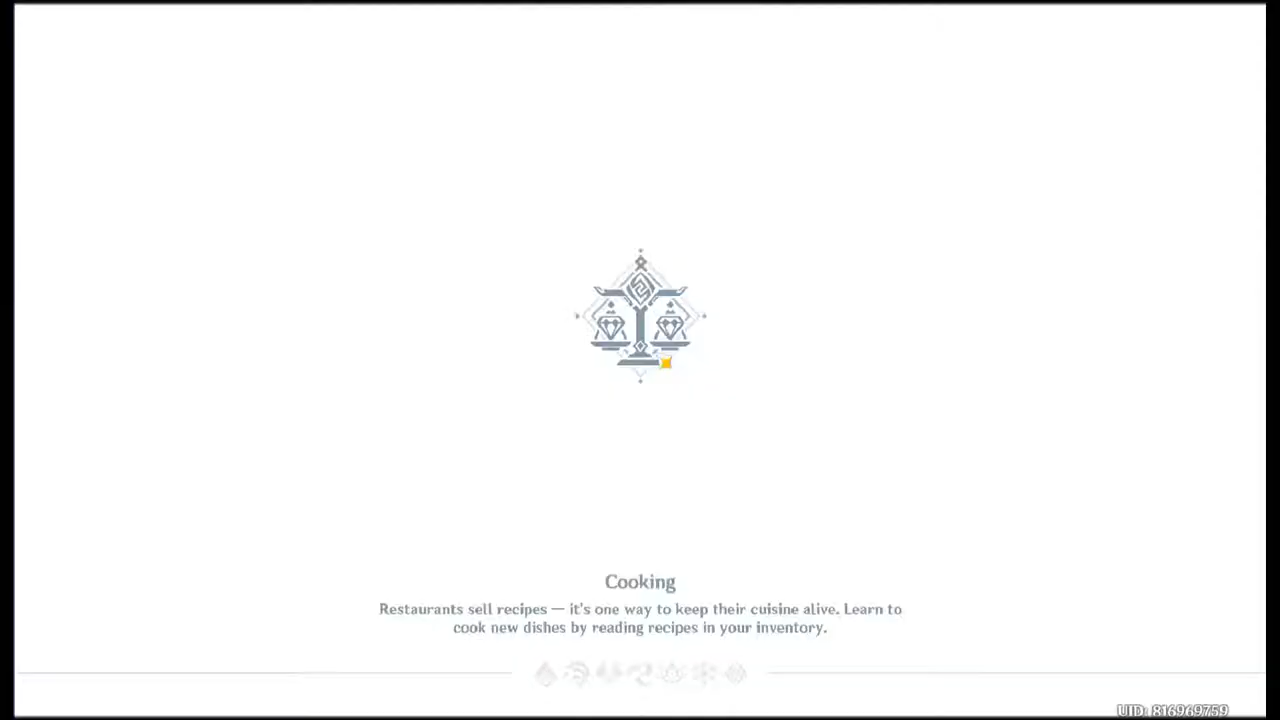 Cooking
Restaurants sell recipes — it's one way to keep their cuisine alive. Learn to
cook new dishes by reading recipes in your inventory.
UID: 816969759